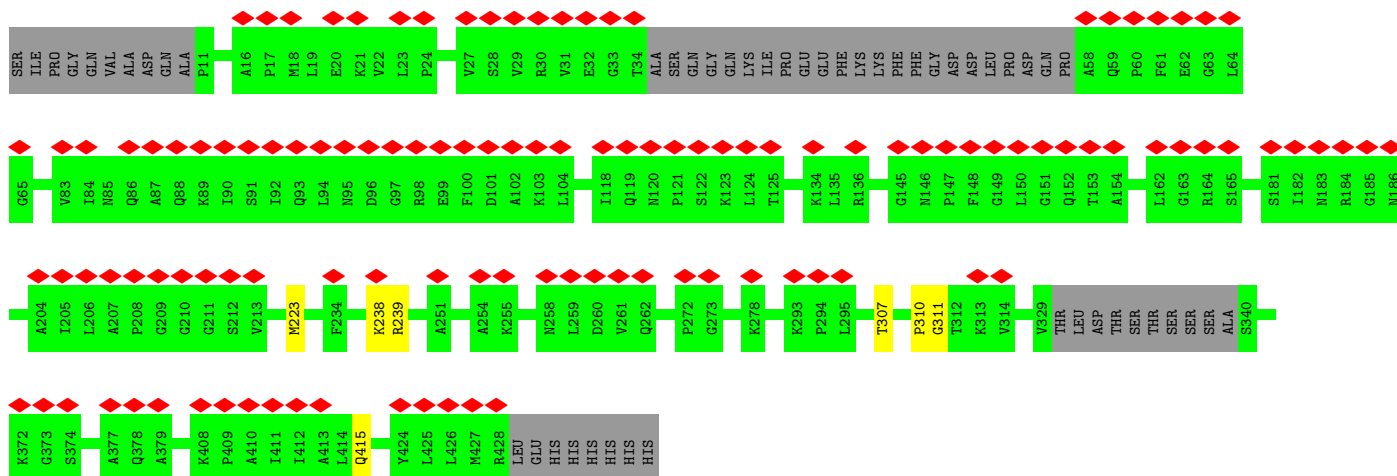 SER ILE PRO GLY GLN VAL ALA ASP GLN ALA P11 A16 P17 M18 L19 E20 K21 V22 L23 P24 V27 S28 V29 R30 V31 E32 G33 T34 ALA SER GLN GLY GLN LYS ILE PRO GLU GLU PHE LYS LYS PHE PHE GLY ASP ASP LEU PRO ASP GLN PRO A58 Q59 P60 F61 E62 G63 L64
G65 V83 I84 N85 Q86 A87 Q88 K89 I90 S91 I92 Q93 L94 N95 D96 G97 R98 E99 F100 D101 A102 K103 L104 I118 Q119 N120 P121 S122 K123 L124 T125 K134 L135 R136 G145 N146 P147 F148 G149 L150 G151 Q152 T153 A154 L162 G163 R164 S165 S181 I182 N183 R184 G185 N186
A204 I205 L206 A207 P208 G209 G210 G211 S212 V213 M223 F234 K238 R239 A251 A254 K255 N258 L259 D260 V261 Q262 P272 G273 K278 K293 P294 L295 T307 P310 G311 T312 K313 V314 V329 THR LEU ASP THR SER THR SER SER SER ALA S340
K372 G373 S374 A377 Q378 A379 K408 P409 A410 I411 I412 A413 L414 Q415 Y424 L425 L426 M427 R428 LEU GLU HIS HIS HIS HIS HIS HIS